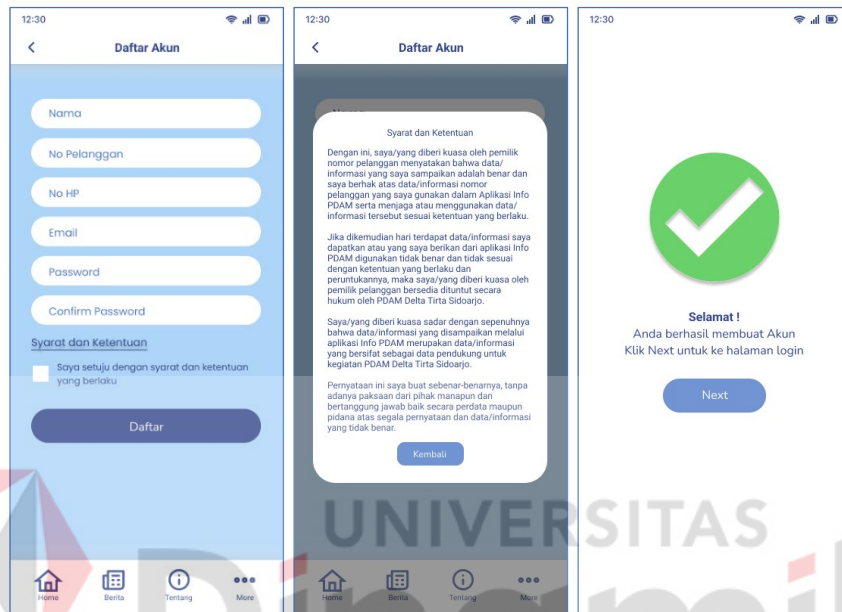 12:30
Daftar Akun
Nama
No Pelanggan
No HP
Email
Password
Confirm Password
Syarat dan Ketentuan
Saya setuju dengan syarat dan ketentuan
yang berlaku
Daftar
Home
Berita
Tentang
More
12:30
Daftar Akun
Nama
Syarat dan Ketentuan
Dengan ini, saya/yang diberi kuasa oleh pemilik
nomor pelanggan menyatakan bahwa data/
informasi yang saya sampaikan adalah benar dan
saya berhak atas data/informasi nomor
pelanggan yang saya gunakan dalam Aplikasi Info
PDAM serta menjaga atau menggunakan data/
informasi tersebut sesuai ketentuan yang berlaku.
Jika dikemudian hari terdapat data/informasi saya
dapatkan atau yang saya berikan dari aplikasi Info
PDAM digunakan tidak benar dan tidak sesuai
dengan ketentuan yang berlaku dan
peruntukannya, maka saya/yang diberi kuasa oleh
pemilik pelanggan bersedia dituntut secara
hukum oleh PDAM Delta Tirta Sidoarjo.
Saya/yang diberi kuasa sadar dengan sepenuhnya
bahwa data/informasi yang disampaikan melalui
aplikasi Info PDAM merupakan data/informasi
yang bersifat sebagai data pendukung untuk
kegiatan PDAM Delta Tirta Sidoarjo.
Pernyataan ini saya buat sebenar-benarnya, tanpa
adanya paksaan dari pihak manapun dan
bertanggung jawab baik secara perdata maupun
pidana atas segala pernyataan dan data/informasi
yang tidak benar.
Kembali
Home
Berita
Tentang
More
12:30
Selamat !
Anda berhasil membuat Akun
Klik Next untuk ke halaman login
Next
UNIVERSITAS